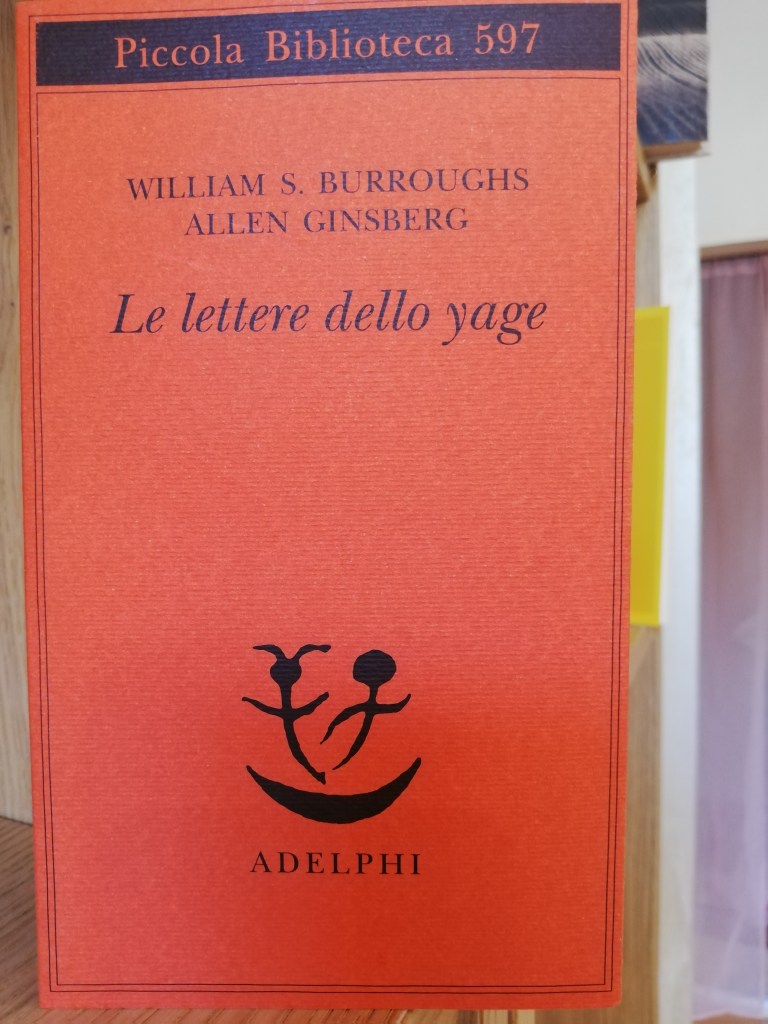 Piccola Biblioteca 597
WILLIAM S. BURROUGHS
ALLEN GINSBERG
Le lettere dello yage
ADELPHI